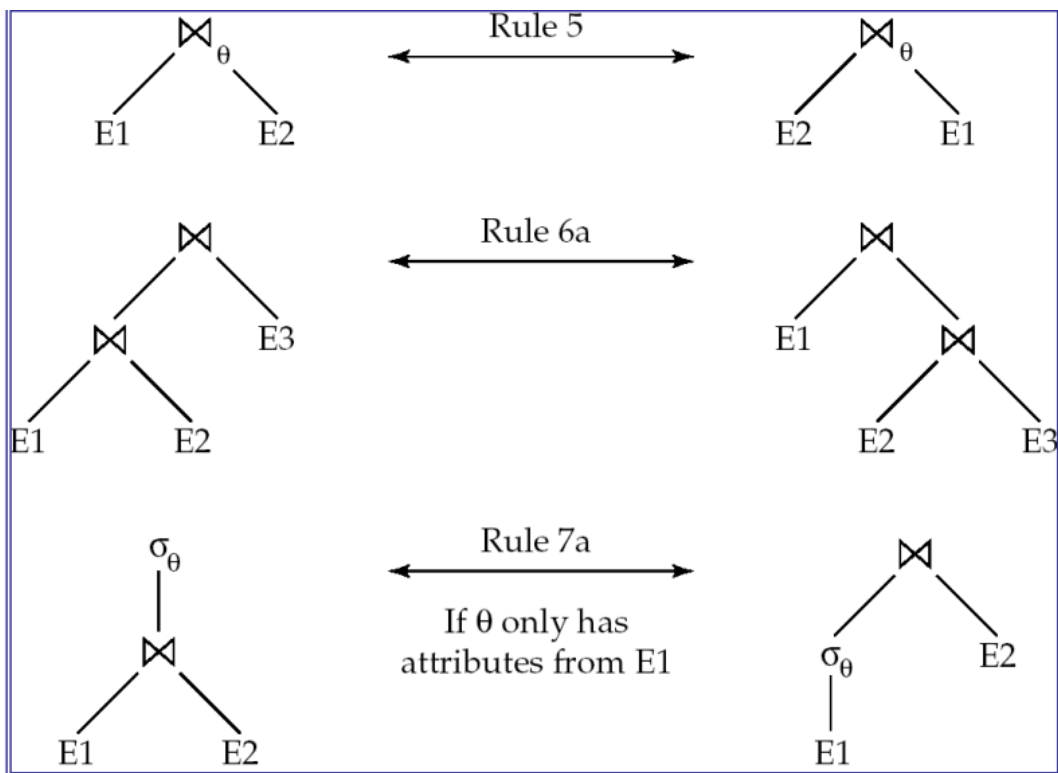 ⋈θ Rule 5 ⋈θ
E1 E2 E2 E1
⋈ Rule 6a ⋈
E3 E1
⋈ ⋈
E1 E2 E2 E3
σθ Rule 7a ⋈
If θ only has
attributes from E1
⋈ σθ E2
E1 E2 E1